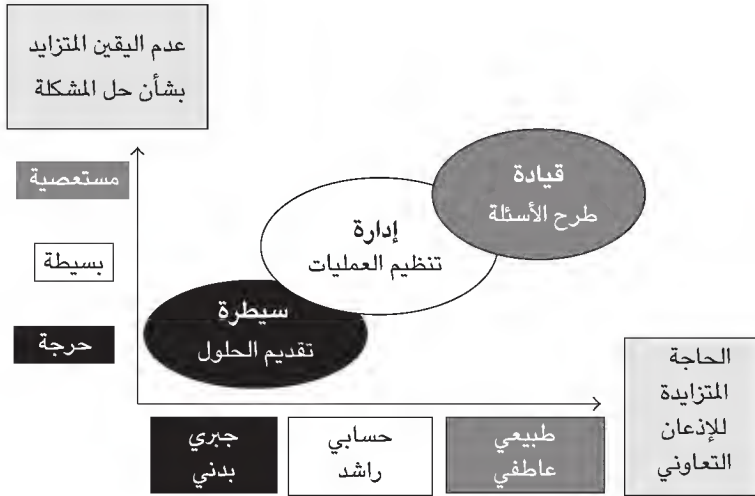 عدم اليقين المتزايد
بشأن حل المشكلة
مستعصية
بسيطة
حرجة
قيادة
طرح الأسئلة
إدارة
تنظيم العمليات
سيطرة
تقديم الحلول
الحاجة
المتزايدة
للإذعان
التعاوني
طبيعي
عاطفي
حسابي
راشد
جبري
بدني